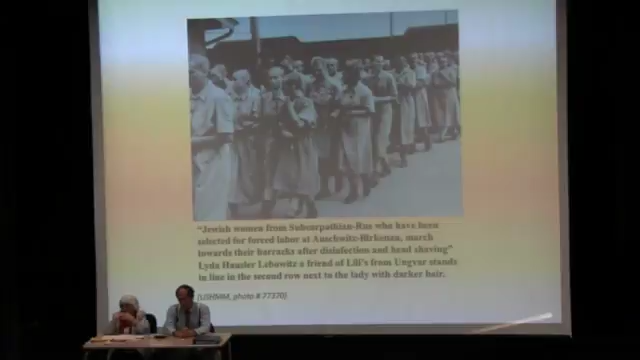 "Jewish women from Subcarpathian-Rus who have been
selected for forced labor at Auschwitz-Birkenau, march
towards their barracks after disinfection and head shaving"
Lyda Hausler Lebowitz a friend of Lili's from Ungvar stands
in line in the second row next to the lady with darker hair.
(USHMM, photo # 77370)